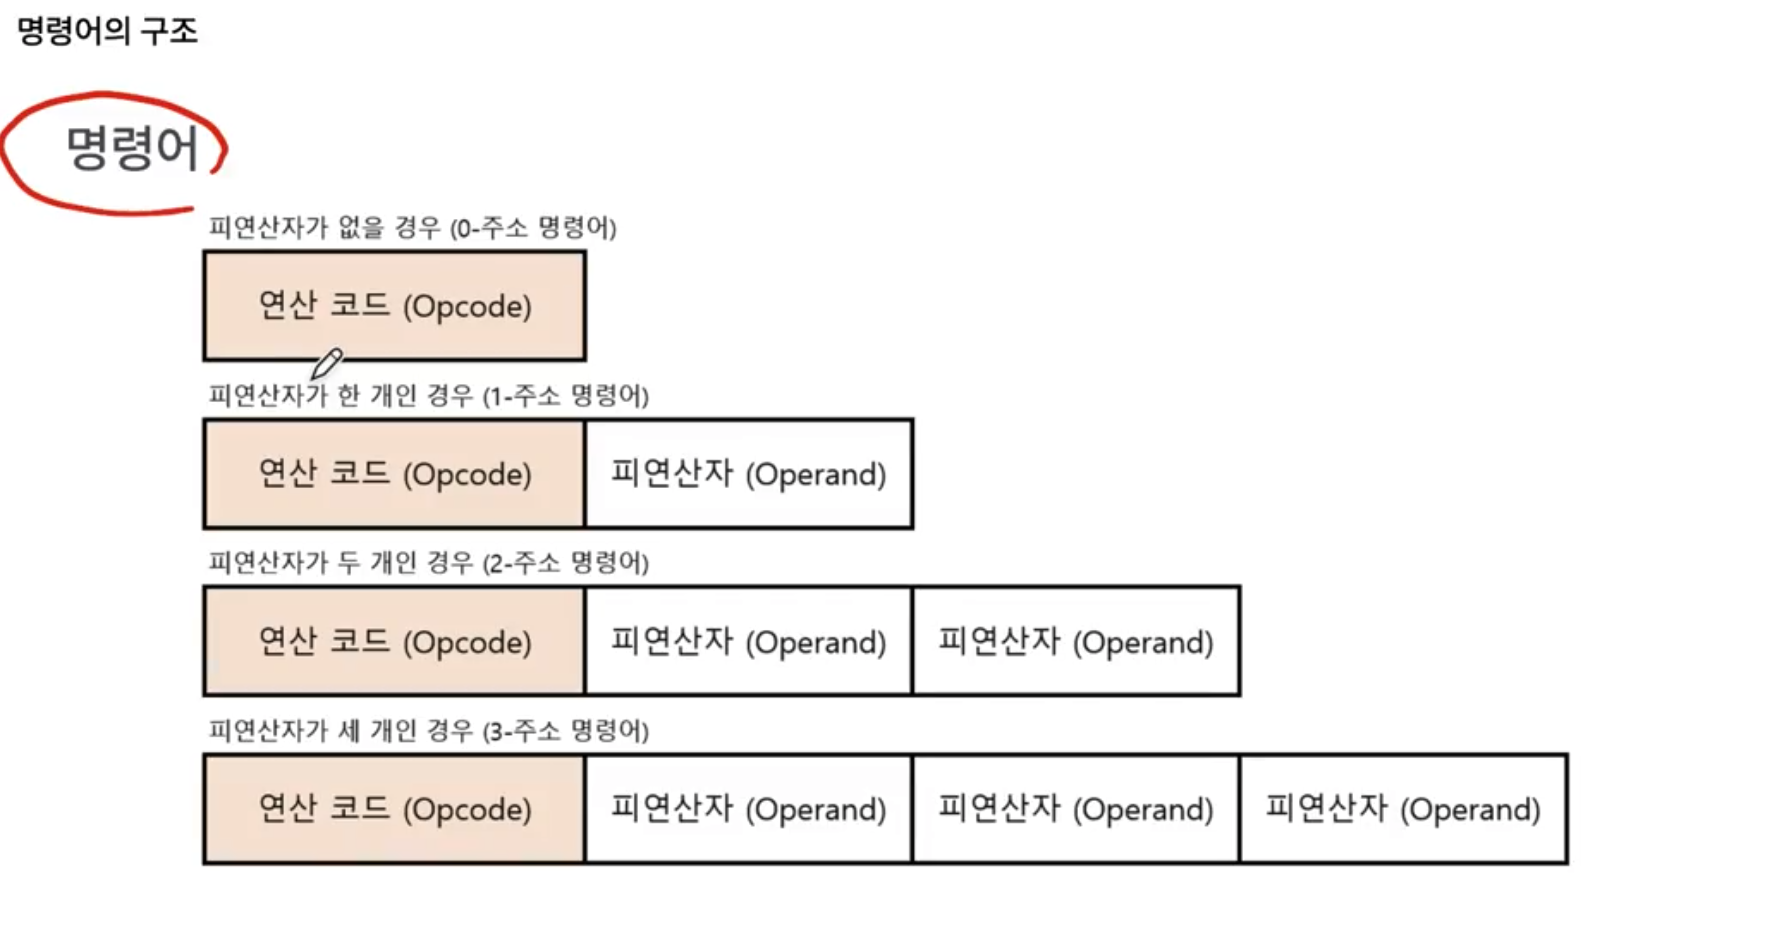 명령어의 구조
명령어
피연산자가 없을 경우 (0-주소 명령어)
연산 코드 (Opcode)
피연산자가 한 개인 경우 (1-주소 명령어)
연산 코드 (Opcode) 피연산자 (Operand)
피연산자가 두 개인 경우 (2-주소 명령어)
연산 코드 (Opcode) 피연산자 (Operand) 피연산자 (Operand)
피연산자가 세 개인 경우 (3-주소 명령어)
연산 코드 (Opcode) 피연산자 (Operand) 피연산자 (Operand) 피연산자 (Operand)